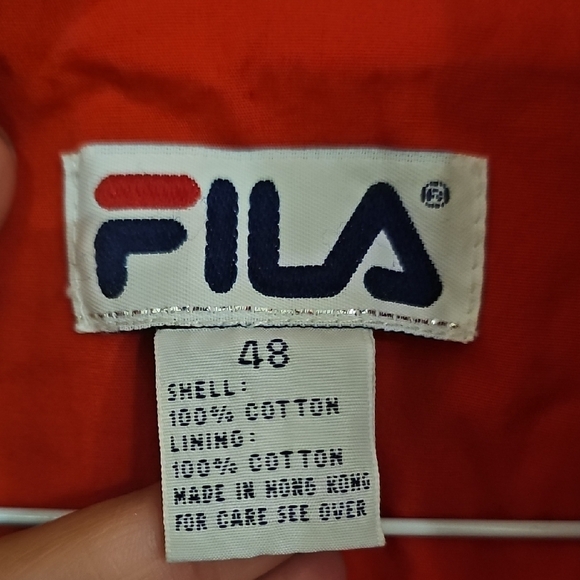 FILA®
48
SHELL:
100% COTTON
LINING:
100% COTTON
MADE IN HONG KONG
FOR CARE SEE OVER